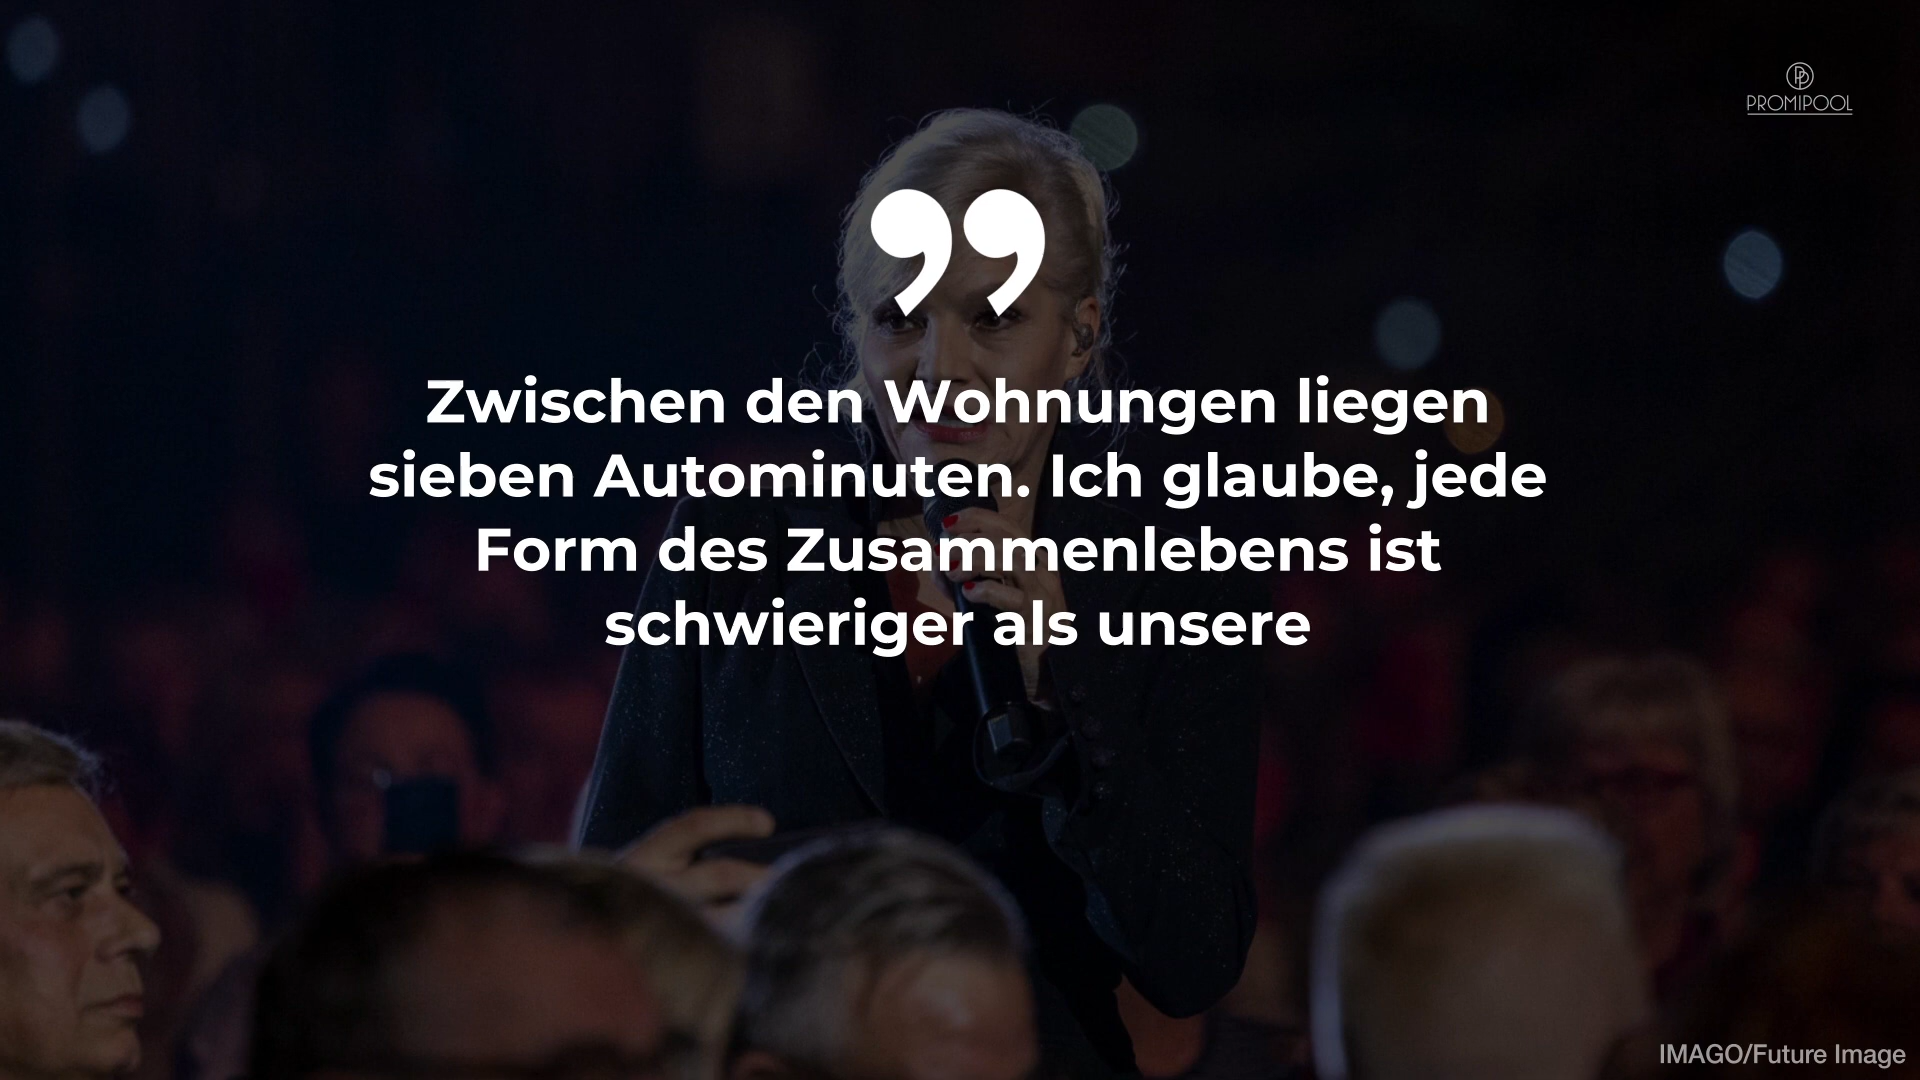 PROMIPOOL
”
Zwischen den Wohnungen liegen
sieben Autominuten. Ich glaube, jede
Form des Zusammenlebens ist
schwieriger als unsere
IMAGO/Future Image